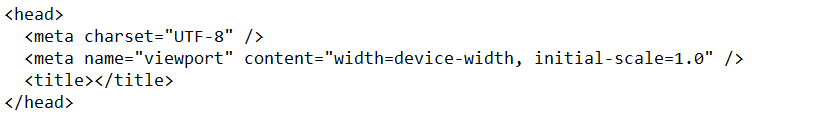 <head>
  <meta charset="UTF-8" />
  <meta name="viewport" content="width=device-width, initial-scale=1.0" />
  <title></title>
</head>